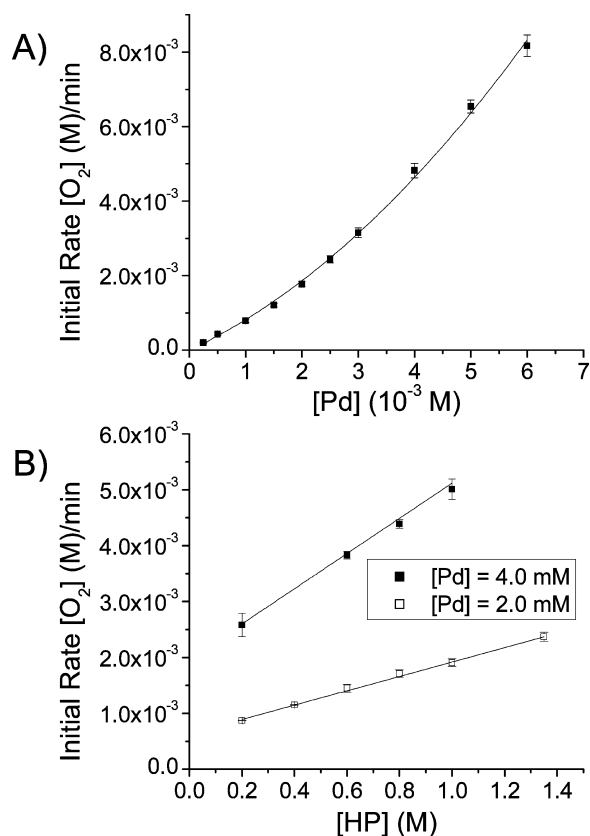 A)
Initial Rate [O₂] (M)/min
8.0x10⁻³
6.0x10⁻³
4.0x10⁻³
2.0x10⁻³
0.0
0 1 2 3 4 5 6 7
[Pd] (10⁻³ M)
B)
Initial Rate [O₂] (M)/min
6.0x10⁻³
5.0x10⁻³
4.0x10⁻³
3.0x10⁻³
2.0x10⁻³
1.0x10⁻³
0.0
[Pd] = 4.0 mM
[Pd] = 2.0 mM
0.0 0.2 0.4 0.6 0.8 1.0 1.2 1.4
[HP] (M)